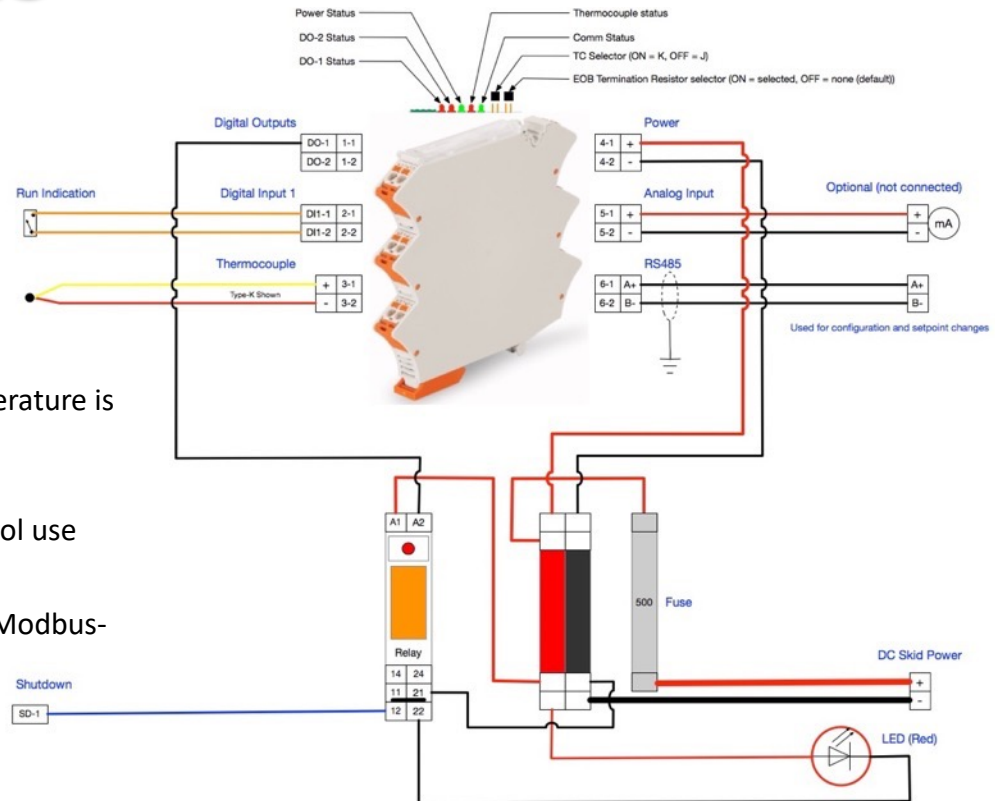 Power Status
DO-2 Status
DO-1 Status
Thermocouple status
Comm Status
TC Selector (ON = K, OFF = J)
EOB Termination Resistor selector (ON = selected, OFF = none (default))
Digital Outputs
DO-1 1-1
DO-2 1-2
Power
4-1 +
4-2 -
Run Indication
Digital Input 1
DI1-1 2-1
DI1-2 2-2
Analog Input
5-1 +
5-2 -
Optional (not connected)
+
-
mA
Thermocouple
+ 3-1
- 3-2
Type-K Shown
RS485
6-1 A+
6-2 B-
A+
B-
Used for configuration and setpoint changes
erature is
ol use
Modbus-
A1 A2
Relay
14 24
11 21
12 22
500
Fuse
DC Skid Power
+
-
Shutdown
SD-1
LED (Red)